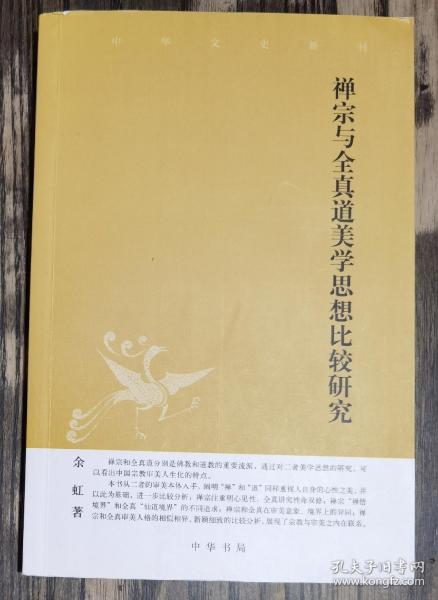 中华文史新刊
禅宗与全真道美学思想比较研究
余虹著
禅宗和全真道分别是佛教和道教的重要流派，通过对二者美学思想的研究，可
以看出中国宗教审美人生化的特点。
本书从二者的审美本体入手，阐明“禅”和“道”同样重视人自身的心性之美，并
以此为基础，进一步比较分析：禅宗注重明心见性、全真讲究性命双修；禅宗“禅悟
境界”和全真“仙道境界”的不同追求；禅宗和全真在审美意象、境界上的异同；禅
宗和全真审美人格的相似相异。新颖细致的比较分析，展现了宗教与审美之内在联系。
中华书局
孔夫子旧书网
www.kongfz.com